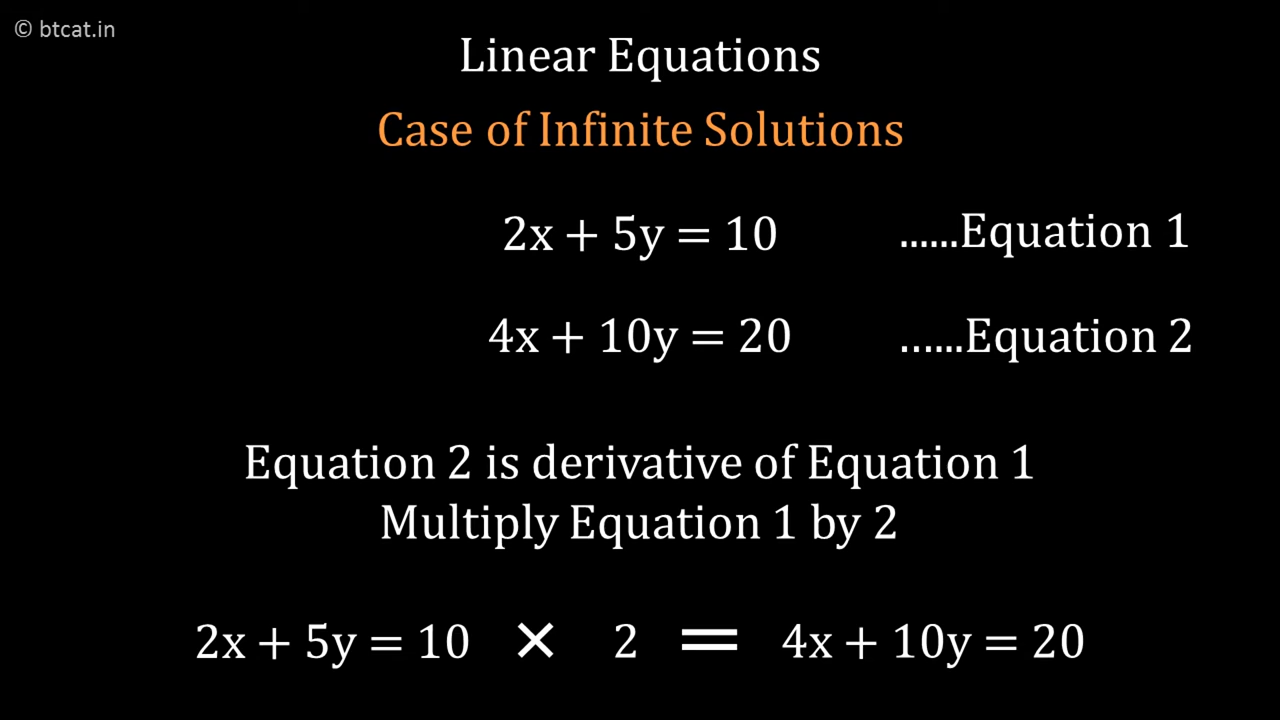 © btcat.in
Linear Equations
Case of Infinite Solutions
2x + 5y = 10 ......Equation 1
4x + 10y = 20 ......Equation 2
Equation 2 is derivative of Equation 1
Multiply Equation 1 by 2
2x + 5y = 10 × 2 = 4x + 10y = 20